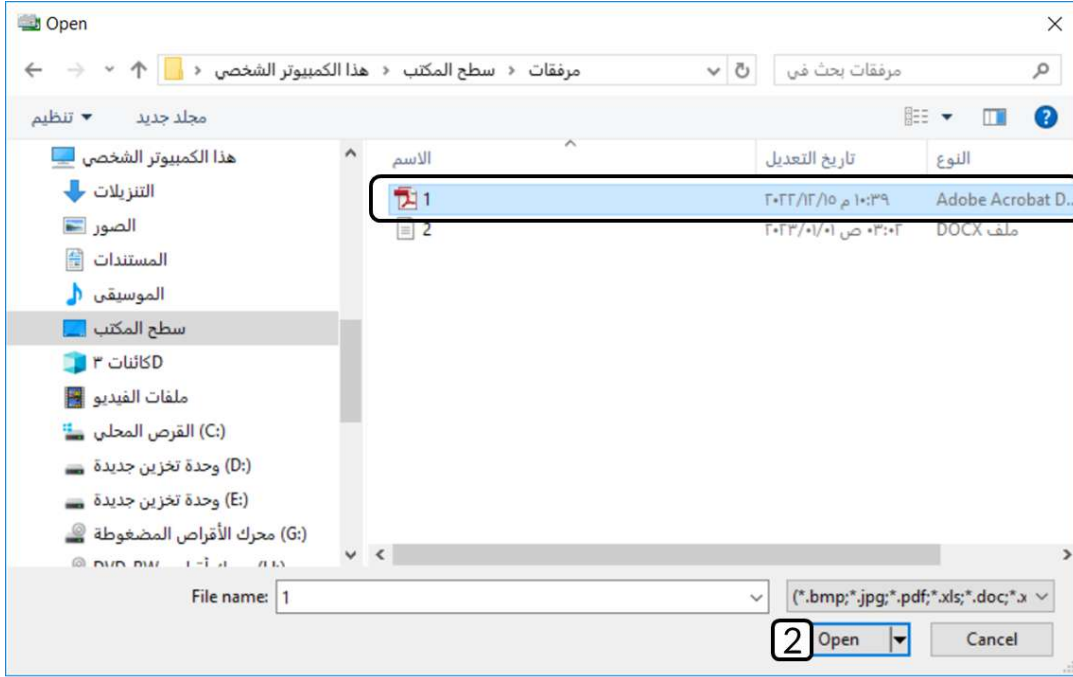 Open
هذا الكمبيوتر الشخصي › سطح المكتب › مرفقات
مرفقات بحث في
تنظيم
مجلد جديد
هذا الكمبيوتر الشخصي
التنزيلات
الصور
المستندات
الموسيقى
سطح المكتب
كائنات ٣D
ملفات الفيديو
القرص المحلي (C:)
وحدة تخزين جديدة (D:)
وحدة تخزين جديدة (E:)
محرك الأقراص المضغوطة (G:)
الاسم تاريخ التعديل النوع
1 ٢٠٢٢/١٢/١٥ ١٠:٣٩ م Adobe Acrobat D..
2 ٢٠٢٣/٠١/٠١ ٠٣:٠٢ ص ملف DOCX
File name: 1
(*.bmp;*.jpg;*.pdf;*.xls;*.doc;*.x
2 Open Cancel